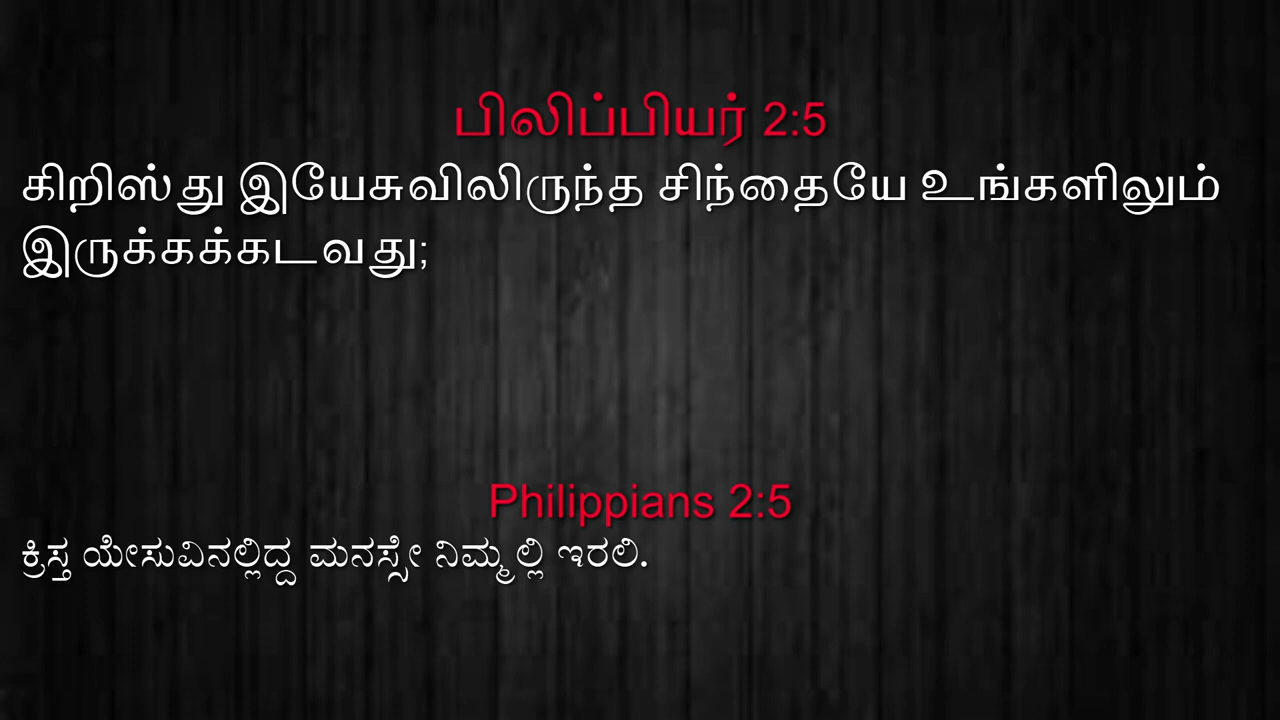 பிலிப்பியர் 2:5
கிறிஸ்து இயேசுவிலிருந்த சிந்தையே உங்களிலும்
இருக்கக்கடவது;
Philippians 2:5
ಕ್ರಿಸ್ತ ಯೇಸುವಿನಲ್ಲಿದ್ದ ಮನಸ್ಸೇ ನಿಮ್ಮಲ್ಲಿ ಇರಲಿ.